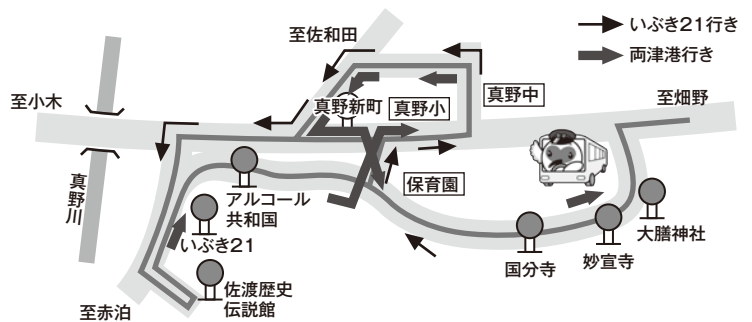 いぶき21行き
両津港行き
至佐和田
至小木
真野新町
真野小
真野中
至畑野
真野川
保育園
アルコール
共和国
いぶき21
国分寺
妙宣寺
大膳神社
佐渡歴史
伝説館
至赤泊